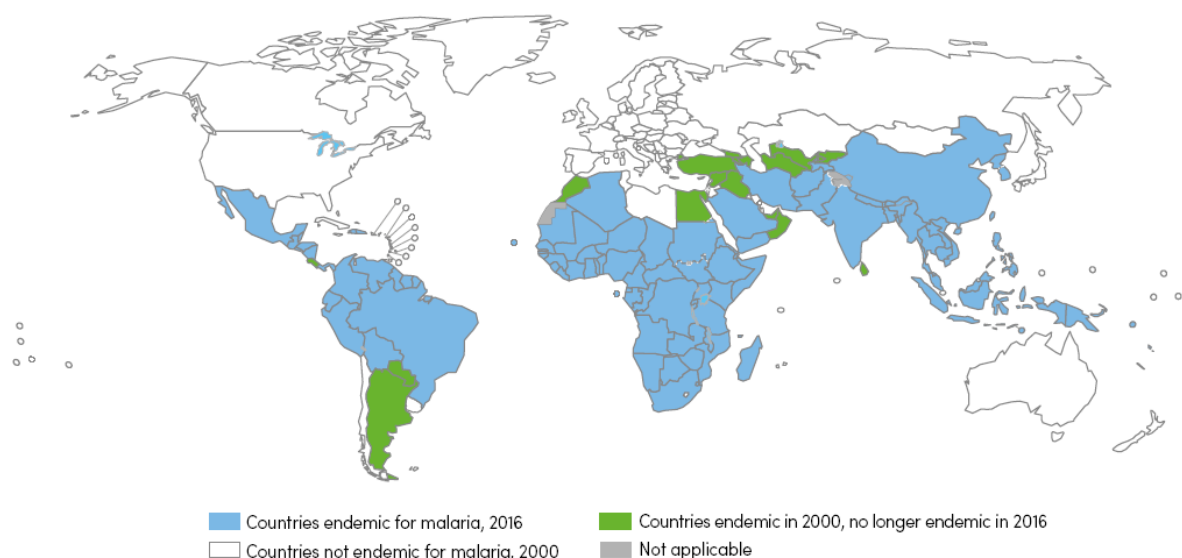 Countries endemic for malaria, 2016
Countries endemic in 2000, no longer endemic in 2016
Countries not endemic for malaria, 2000
Not applicable